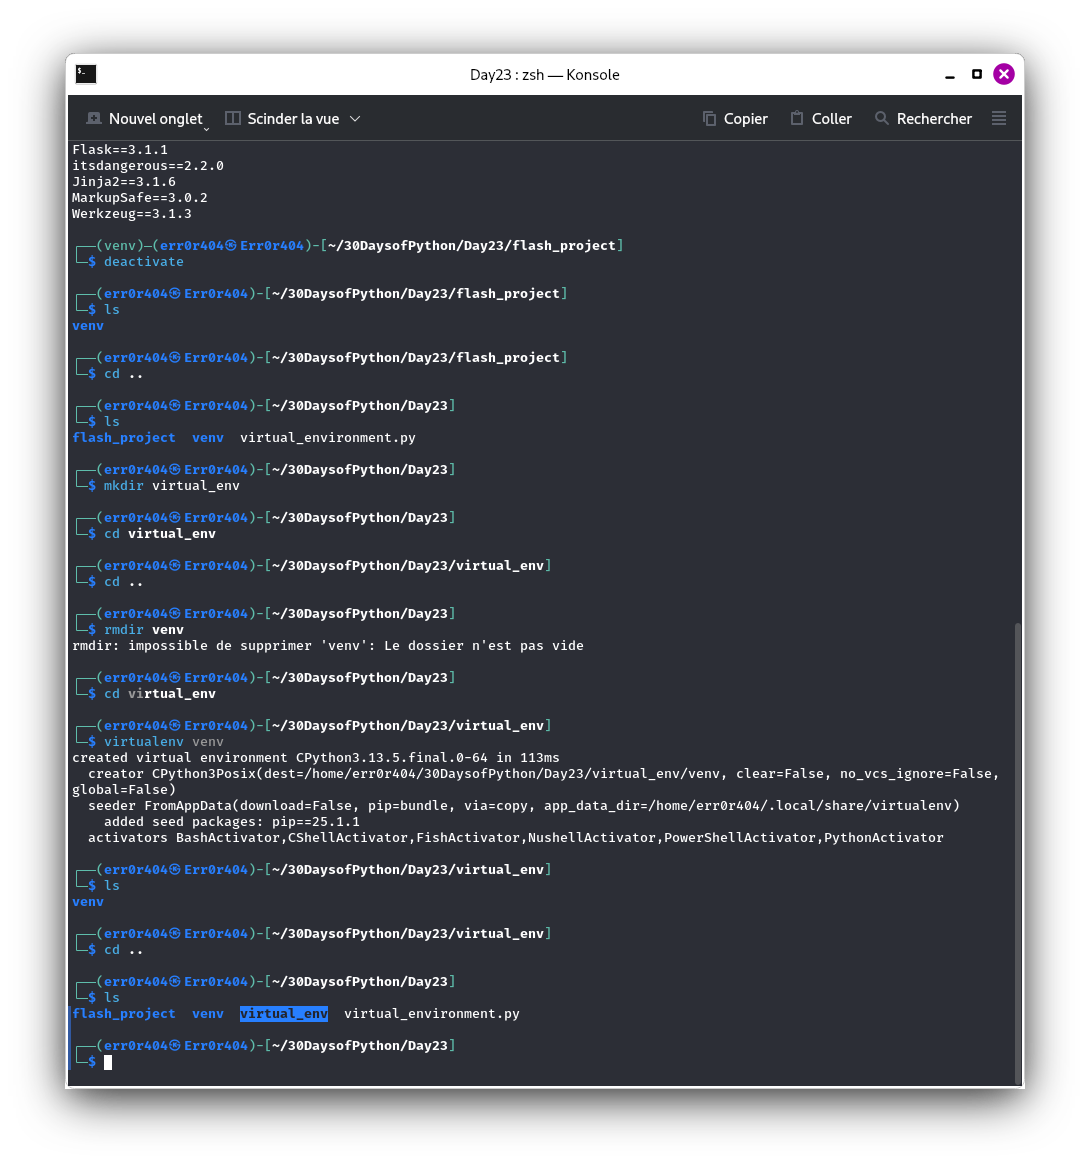 Day23 : zsh — Konsole
Nouvel onglet Scinder la vue Copier Coller Rechercher
Flask==3.1.1
itsdangerous==2.2.0
Jinja2==3.1.6
MarkupSafe==3.0.2
Werkzeug==3.1.3
┌──(venv)─(err0r404㉿Err0r404)-[~/30DaysofPython/Day23/flash_project]
└─$ deactivate
┌──(err0r404㉿Err0r404)-[~/30DaysofPython/Day23/flash_project]
└─$ ls
venv
┌──(err0r404㉿Err0r404)-[~/30DaysofPython/Day23/flash_project]
└─$ cd ..
┌──(err0r404㉿Err0r404)-[~/30DaysofPython/Day23]
└─$ ls
flash_project  venv  virtual_environment.py
┌──(err0r404㉿Err0r404)-[~/30DaysofPython/Day23]
└─$ mkdir virtual_env
┌──(err0r404㉿Err0r404)-[~/30DaysofPython/Day23]
└─$ cd virtual_env
┌──(err0r404㉿Err0r404)-[~/30DaysofPython/Day23/virtual_env]
└─$ cd ..
┌──(err0r404㉿Err0r404)-[~/30DaysofPython/Day23]
└─$ rmdir venv
rmdir: impossible de supprimer 'venv': Le dossier n'est pas vide
┌──(err0r404㉿Err0r404)-[~/30DaysofPython/Day23]
└─$ cd virtual_env
┌──(err0r404㉿Err0r404)-[~/30DaysofPython/Day23/virtual_env]
└─$ virtualenv venv
created virtual environment CPython3.13.5.final.0-64 in 113ms
  creator CPython3Posix(dest=/home/err0r404/30DaysofPython/Day23/virtual_env/venv, clear=False, no_vcs_ignore=False,
global=False)
  seeder FromAppData(download=False, pip=bundle, via=copy, app_data_dir=/home/err0r404/.local/share/virtualenv)
    added seed packages: pip==25.1.1
  activators BashActivator,CShellActivator,FishActivator,NushellActivator,PowerShellActivator,PythonActivator
┌──(err0r404㉿Err0r404)-[~/30DaysofPython/Day23/virtual_env]
└─$ ls
venv
┌──(err0r404㉿Err0r404)-[~/30DaysofPython/Day23/virtual_env]
└─$ cd ..
┌──(err0r404㉿Err0r404)-[~/30DaysofPython/Day23]
└─$ ls
flash_project  venv  virtual_env  virtual_environment.py
┌──(err0r404㉿Err0r404)-[~/30DaysofPython/Day23]
└─$